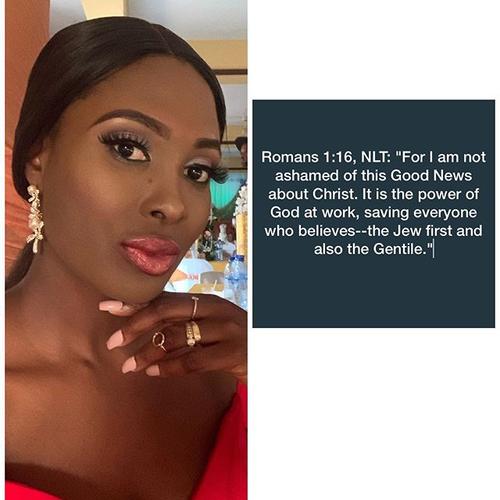 Romans 1:16, NLT: "For I am not
ashamed of this Good News
about Christ. It is the power of
God at work, saving everyone
who believes--the Jew first and
also the Gentile."